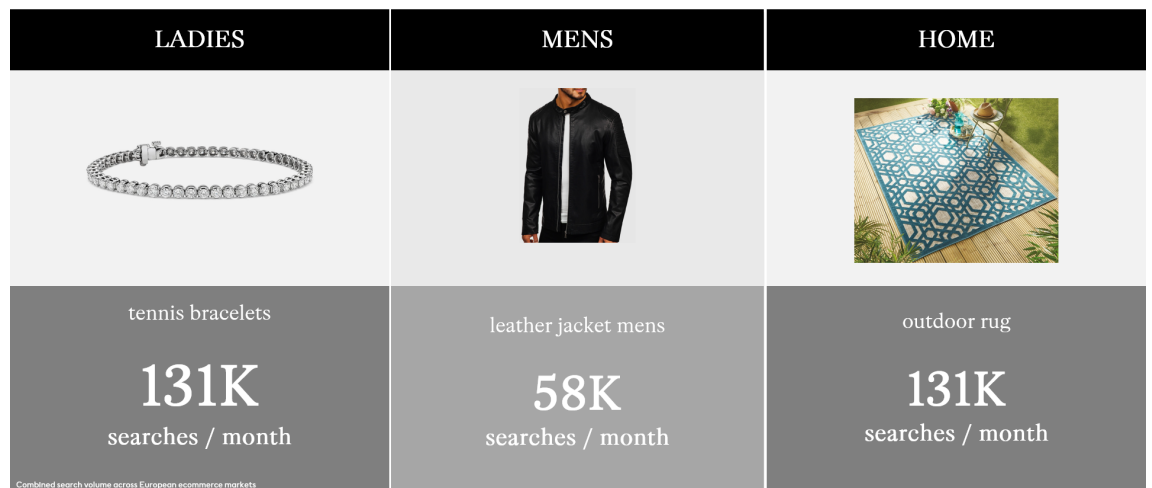 LADIES
MENS
HOME
tennis bracelets
131K
searches / month
leather jacket mens
58K
searches / month
outdoor rug
131K
searches / month
Combined search volume across European ecommerce markets